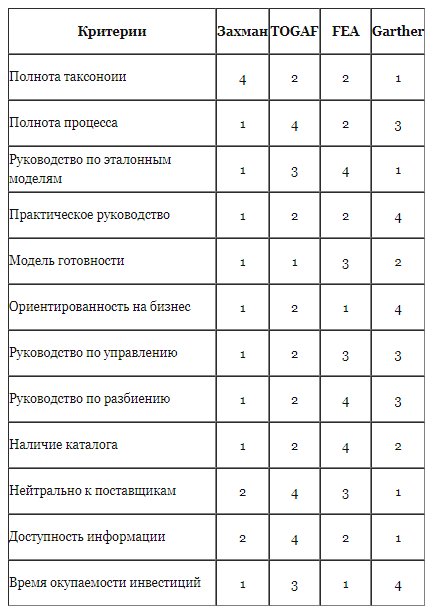 Критерии Захман TOGAF FEA Garther
Полнота таксоноии 4 2 2 1
Полнота процесса 1 4 2 3
Руководство по эталонным
моделям 1 3 4 1
Практическое руководство 1 2 2 4
Модель готовности 1 1 3 2
Ориентированность на бизнес 1 2 1 4
Руководство по управлению 1 2 3 3
Руководство по разбиению 1 2 4 3
Наличие каталога 1 2 4 2
Нейтрально к поставщикам 2 4 3 1
Доступность информации 2 4 2 1
Время окупаемости инвестиций 1 3 1 4